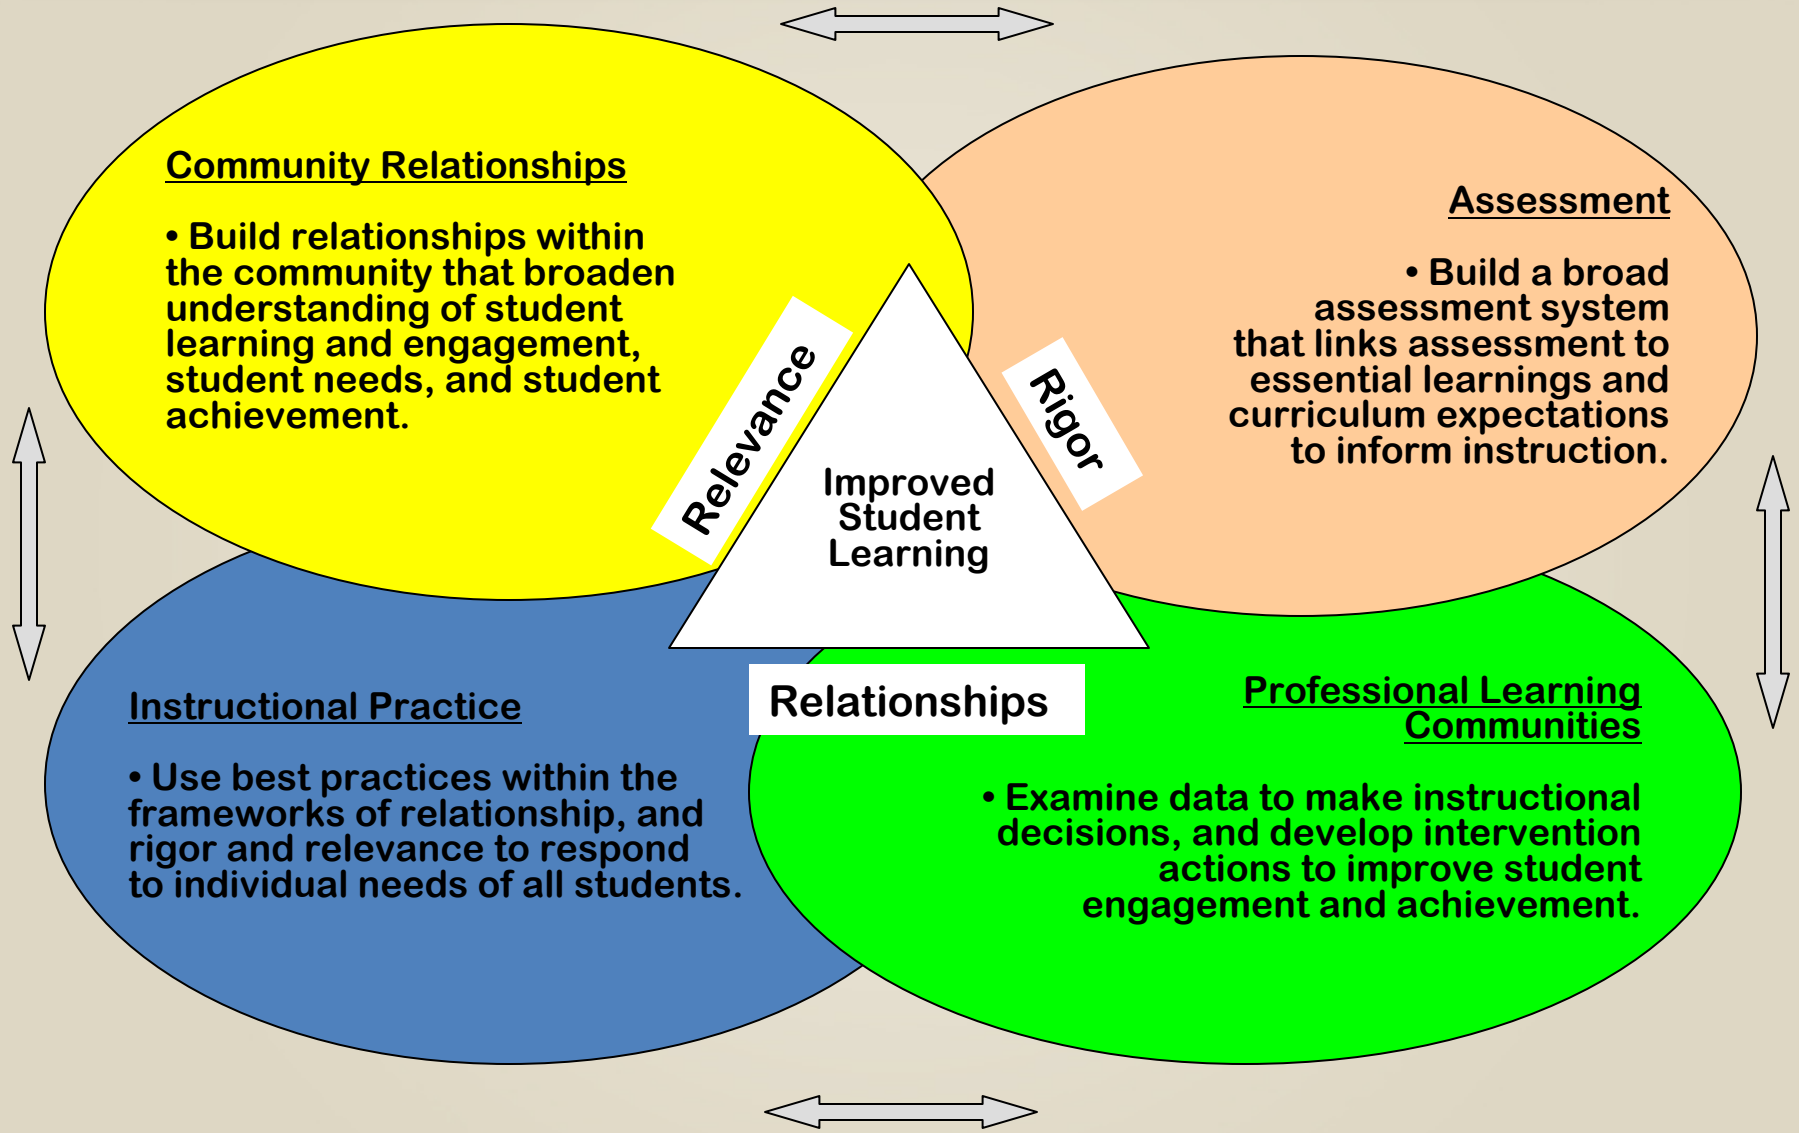 Community Relationships
• Build relationships within
the community that broaden
understanding of student
learning and engagement,
student needs, and student
achievement.
Assessment
• Build a broad
assessment system
that links assessment to
essential learnings and
curriculum expectations
to inform instruction.
Relevance
Rigor
Improved
Student
Learning
Relationships
Instructional Practice
• Use best practices within the
frameworks of relationship, and
rigor and relevance to respond
to individual needs of all students.
Professional Learning
Communities
• Examine data to make instructional
decisions, and develop intervention
actions to improve student
engagement and achievement.